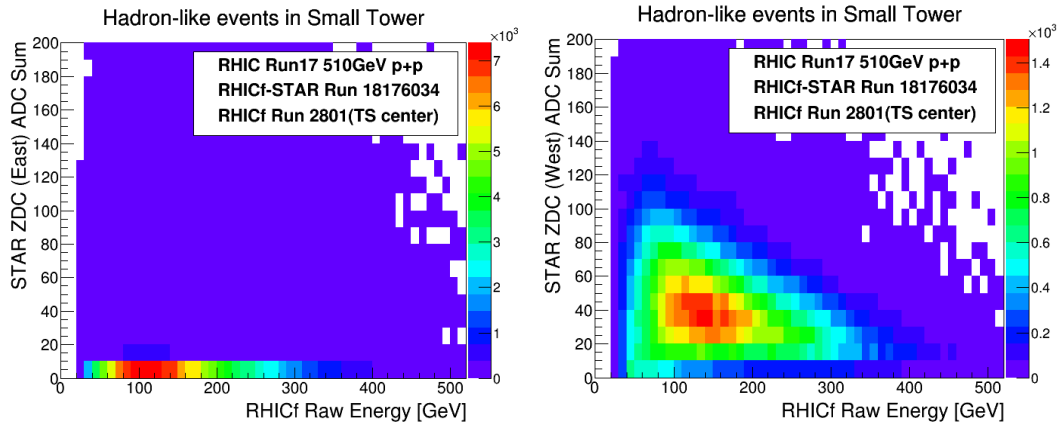 Hadron-like events in Small Tower
STAR ZDC (East) ADC Sum
200
180
160
140
120
100
80
60
40
20
0
RHIC Run17 510GeV p+p
RHICf-STAR Run 18176034
RHICf Run 2801(TS center)
×10³
7
6
5
4
3
2
1
0
0 100 200 300 400 500
RHICf Raw Energy [GeV]
Hadron-like events in Small Tower
STAR ZDC (West) ADC Sum
200
180
160
140
120
100
80
60
40
20
0
RHIC Run17 510GeV p+p
RHICf-STAR Run 18176034
RHICf Run 2801(TS center)
×10³
1.4
1.2
1
0.8
0.6
0.4
0.2
0
0 100 200 300 400 500
RHICf Raw Energy [GeV]